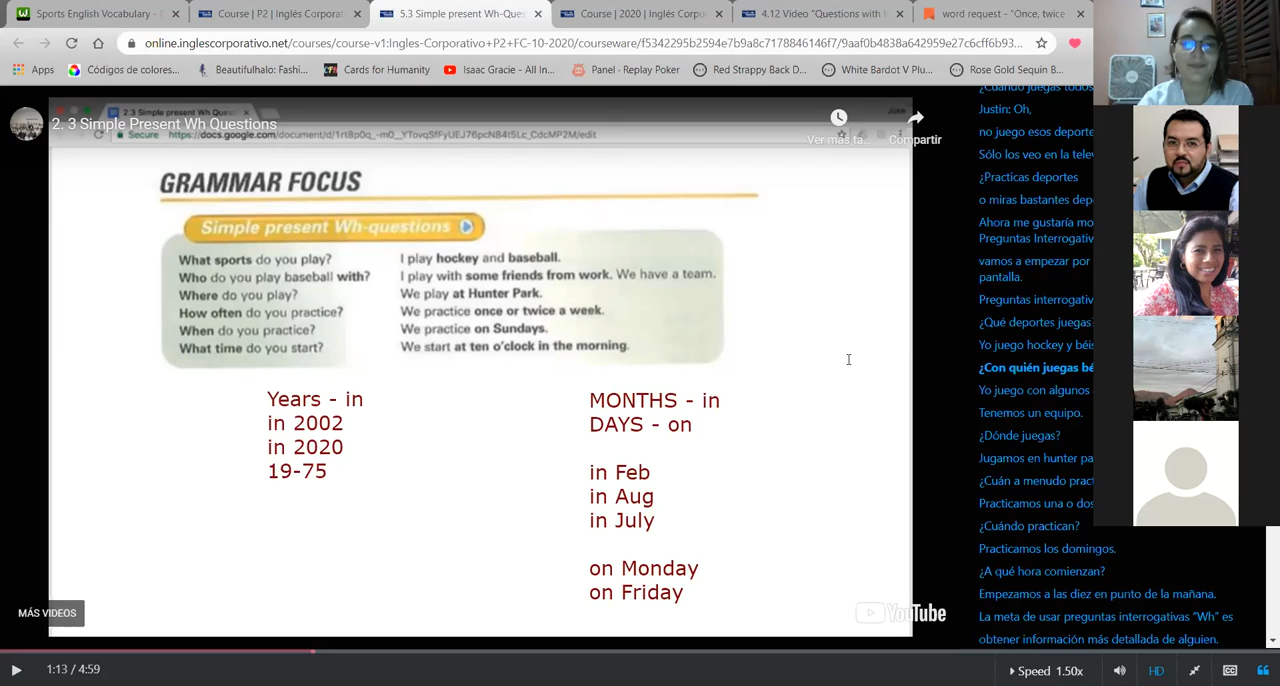 Sports English Vocabulary -
Course | P2 | Inglés Corporat
5.3 Simple present Wh-Ques
Course | 2020 | Inglés Corpo
4.12 Video "Questions with
word request - "Once, twice
online.inglescorporativo.net/courses/course-v1:Ingles-Corporativo+P2+FC-10-2020/courseware/f5342295b2594e7b9a8c7178846146f7/9aaf0b4838a642959e27c6ff6b93...
Apps
Códigos de colores...
Beautifulhalo: Fashi...
Cards for Humanity
Isaac Gracie - All In...
Panel · Replay Poker
Red Strappy Back D...
White Bardot V Plu...
Rose Gold Sequin B...
2. 3 Simple Present Wh Questions
Ver más ta...
Compartir
GRAMMAR FOCUS
Simple present Wh-questions
What sports do you play? I play hockey and baseball.
Who do you play baseball with? I play with some friends from work. We have a team.
Where do you play? We play at Hunter Park.
How often do you practice? We practice once or twice a week.
When do you practice? We practice on Sundays.
What time do you start? We start at ten o'clock in the morning.
Years - in
in 2002
in 2020
19-75
MONTHS - in
DAYS - on
in Feb
in Aug
in July
on Monday
on Friday
MÁS VIDEOS
YouTube
¿Cuándo juegas todos
Justin: Oh,
no juego esos deporte
Sólo los veo en la tele
¿Practicas deportes
o miras bastantes dep
Ahora me gustaría mo
Preguntas Interrogativ
vamos a empezar por
pantalla.
Preguntas interrogativ
¿Qué deportes juegas
Yo juego hockey y béi
¿Con quién juegas bé
Yo juego con algunos
Tenemos un equipo.
¿Dónde juegas?
Jugamos en hunter pa
¿Cuán a menudo pract
Practicamos una o dos
¿Cuándo practican?
Practicamos los domingos.
¿A qué hora comienzan?
Empezamos a las diez en punto de la mañana.
La meta de usar preguntas interrogativas “Wh” es
obtener información más detallada de alguien.
1:13 / 4:59
Speed 1.50x
HD